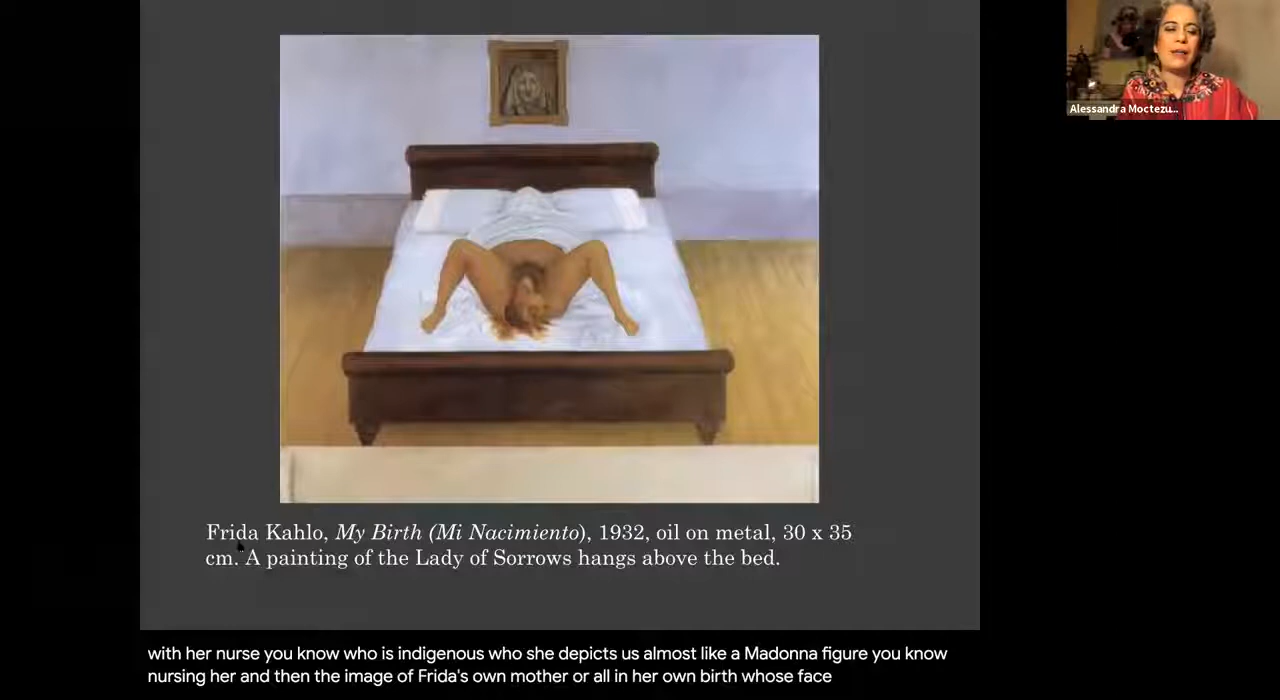 Alessandra Moctezu...
Frida Kahlo, My Birth (Mi Nacimiento), 1932, oil on metal, 30 x 35
cm. A painting of the Lady of Sorrows hangs above the bed.
with her nurse you know who is indigenous who she depicts us almost like a Madonna figure you know
nursing her and then the image of Frida's own mother or all in her own birth whose face